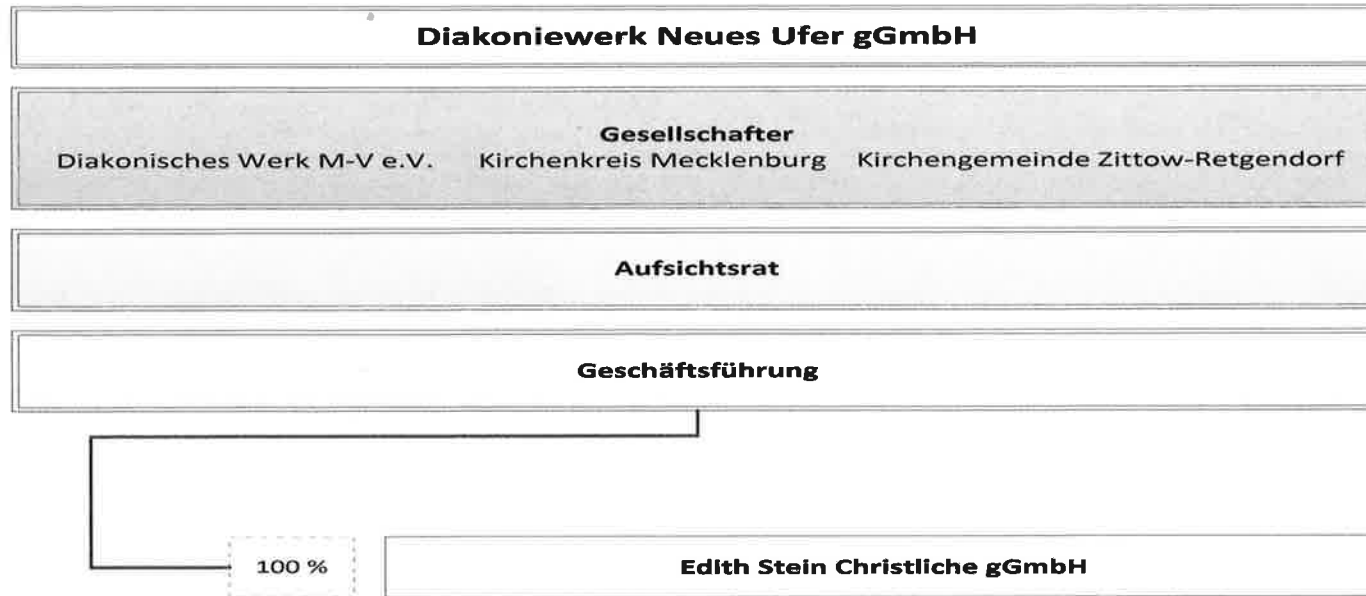 Diakoniewerk Neues Ufer gGmbH
Gesellschafter
Diakonisches Werk M-V e.V. Kirchenkreis Mecklenburg Kirchengemeinde Zittow-Retgendorf
Aufsichtsrat
Geschäftsführung
100 % Edith Stein Christliche gGmbH